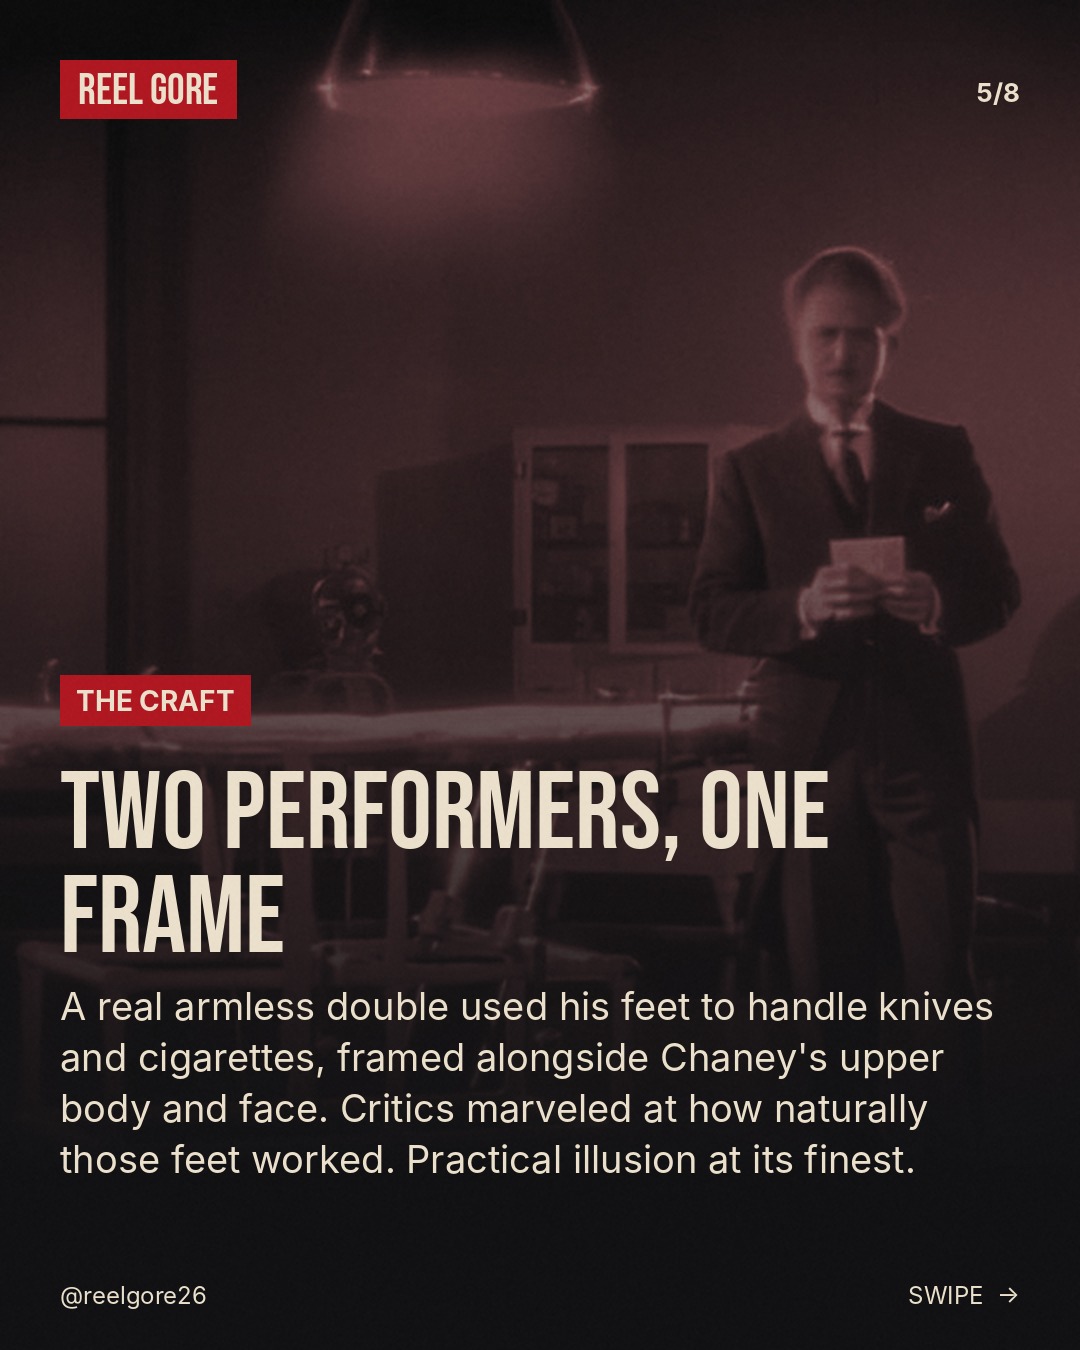 REEL GORE
5/8
THE CRAFT
TWO PERFORMERS, ONE
FRAME
A real armless double used his feet to handle knives
and cigarettes, framed alongside Chaney's upper
body and face. Critics marveled at how naturally
those feet worked. Practical illusion at its finest.
@reelgore26
SWIPE →